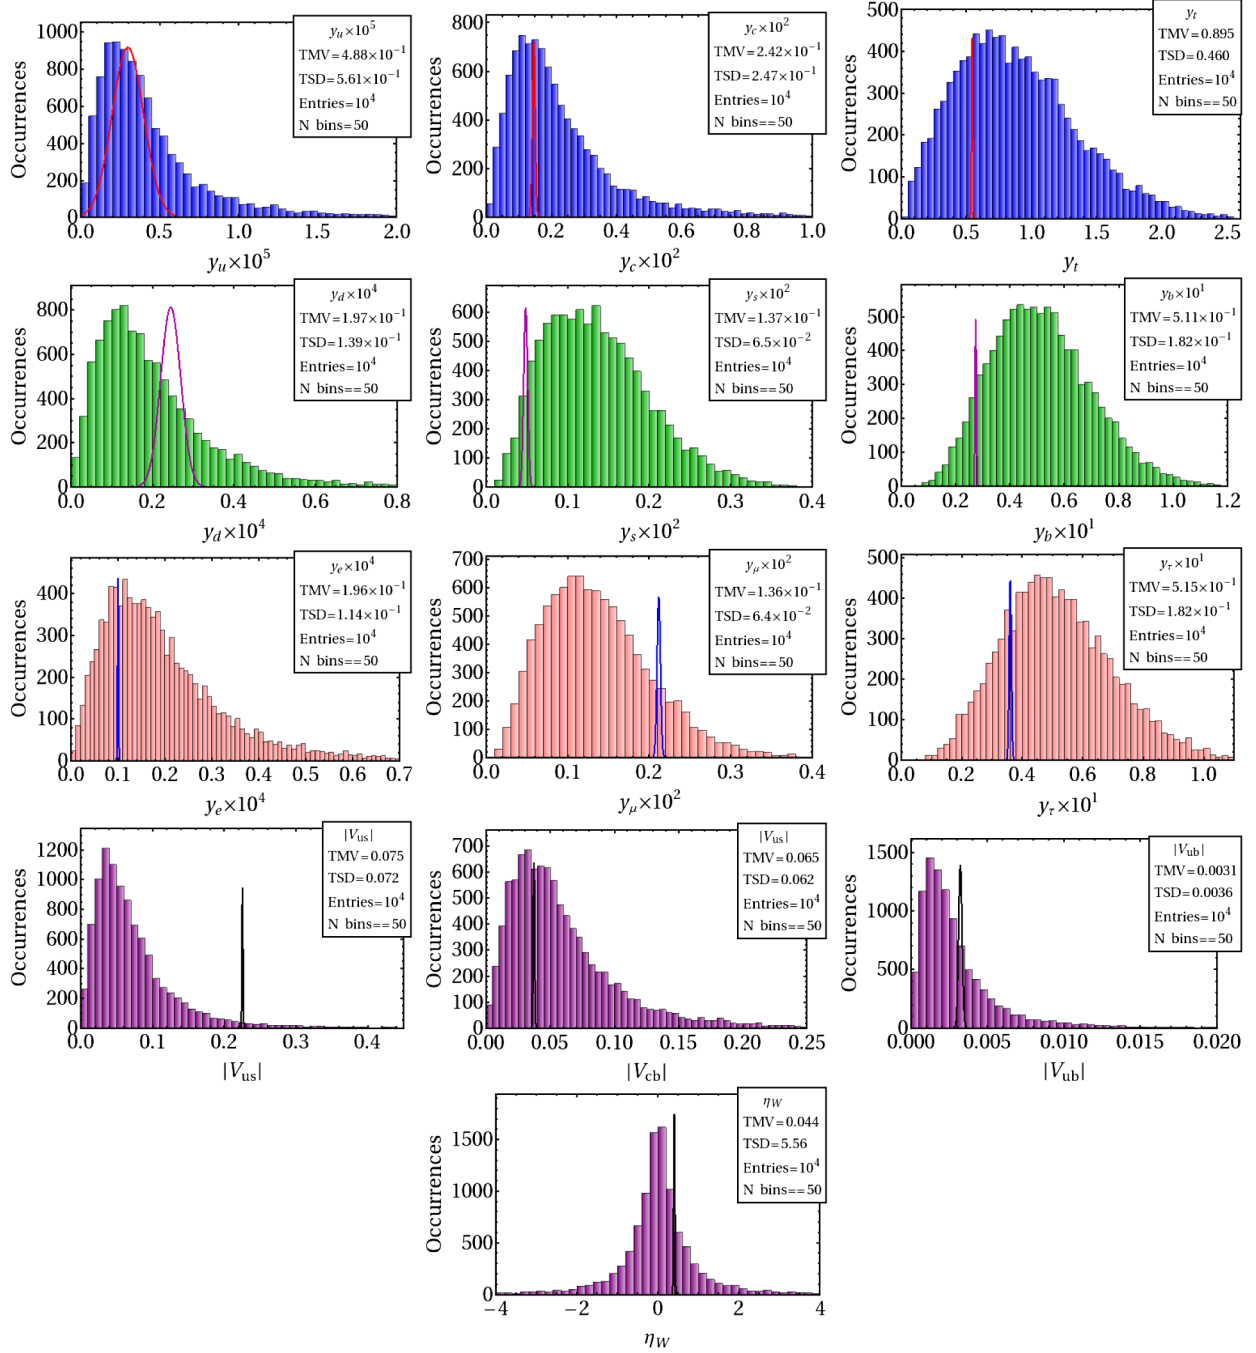 Occurrences
1000
800
600
400
200
0
0.0 0.5 1.0 1.5 2.0
y_u×10^5
y_u×10^5
TMV=4.88×10^-1
TSD=5.61×10^-1
Entries=10^4
N bins=50
Occurrences
800
600
400
200
0
0.0 0.2 0.4 0.6 0.8 1.0
y_c×10^2
y_c×10^2
TMV=2.42×10^-1
TSD=2.47×10^-1
Entries=10^4
N bins==50
Occurrences
500
400
300
200
100
0
0.0 0.5 1.0 1.5 2.0 2.5
y_t
y_t
TMV=0.895
TSD=0.460
Entries=10^4
N bins==50
Occurrences
800
600
400
200
0
0.0 0.2 0.4 0.6 0.8
y_d×10^4
y_d×10^4
TMV=1.97×10^-1
TSD=1.39×10^-1
Entries=10^4
N bins==50
Occurrences
600
500
400
300
200
100
0
0.0 0.1 0.2 0.3 0.4
y_s×10^2
y_s×10^2
TMV=1.37×10^-1
TSD=6.5×10^-2
Entries=10^4
N bins==50
Occurrences
500
400
300
200
100
0
0.0 0.2 0.4 0.6 0.8 1.0 1.2
y_b×10^1
y_b×10^1
TMV=5.11×10^-1
TSD=1.82×10^-1
Entries=10^4
N bins==50
Occurrences
400
300
200
100
0
0.0 0.1 0.2 0.3 0.4 0.5 0.6 0.7
y_e×10^4
y_e×10^4
TMV=1.96×10^-1
TSD=1.14×10^-1
Entries=10^4
N bins==50
Occurrences
700
600
500
400
300
200
100
0
0.0 0.1 0.2 0.3 0.4
y_μ×10^2
y_μ×10^2
TMV=1.36×10^-1
TSD=6.4×10^-2
Entries=10^4
N bins==50
Occurrences
500
400
300
200
100
0
0.0 0.2 0.4 0.6 0.8 1.0
y_τ×10^1
y_τ×10^1
TMV=5.15×10^-1
TSD=1.82×10^-1
Entries=10^4
N bins==50
Occurrences
1200
1000
800
600
400
200
0
0.0 0.1 0.2 0.3 0.4
|V_us|
|V_us|
TMV=0.075
TSD=0.072
Entries=10^4
N bins==50
Occurrences
700
600
500
400
300
200
100
0
0.00 0.05 0.10 0.15 0.20 0.25
|V_cb|
|V_us|
TMV=0.065
TSD=0.062
Entries=10^4
N bins==50
Occurrences
1500
1000
500
0
0.000 0.005 0.010 0.015 0.020
|V_ub|
|V_ub|
TMV=0.0031
TSD=0.0036
Entries=10^4
N bins==50
Occurrences
1500
1000
500
0
−4 −2 0 2 4
η_W
η_W
TMV=0.044
TSD=5.56
Entries=10^4
N bins==50